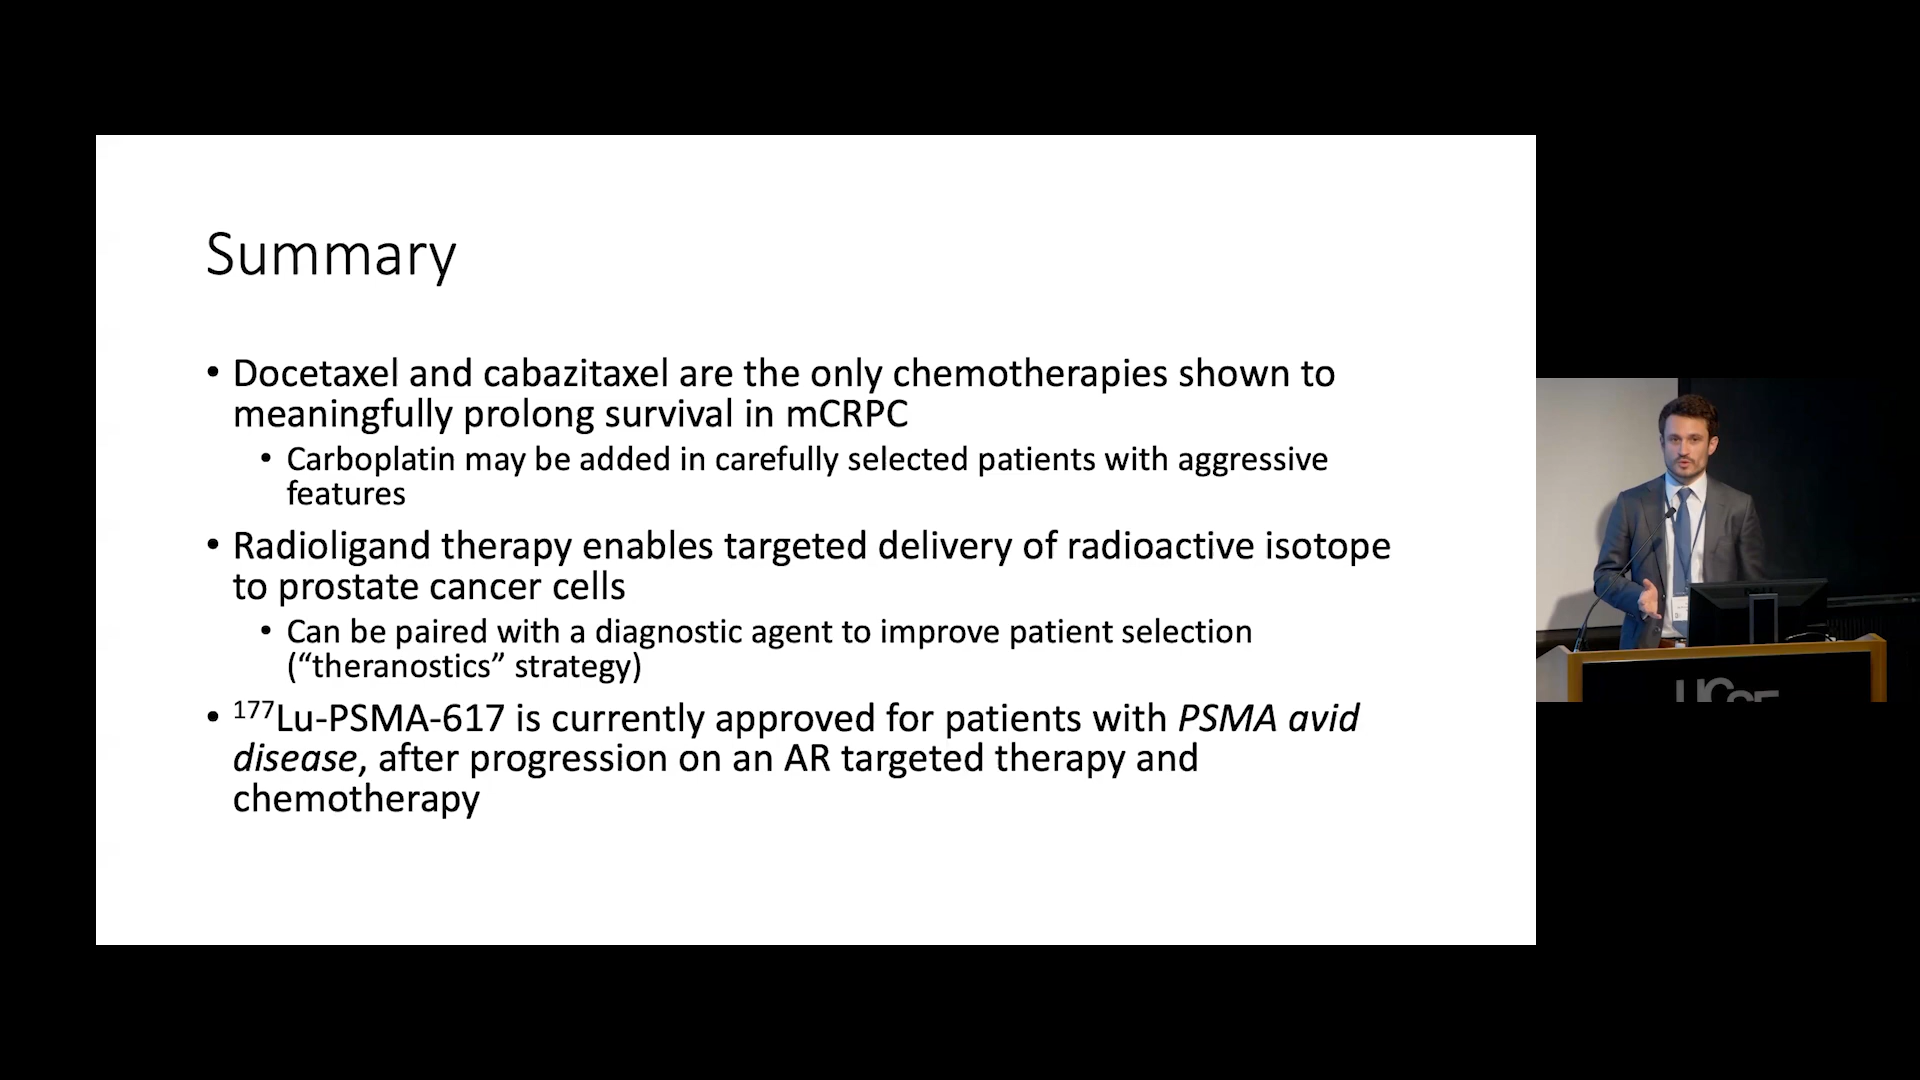 Summary
• Docetaxel and cabazitaxel are the only chemotherapies shown to
meaningfully prolong survival in mCRPC
• Carboplatin may be added in carefully selected patients with aggressive
features
• Radioligand therapy enables targeted delivery of radioactive isotope
to prostate cancer cells
• Can be paired with a diagnostic agent to improve patient selection
(“theranostics” strategy)
• ¹⁷⁷Lu-PSMA-617 is currently approved for patients with PSMA avid
disease, after progression on an AR targeted therapy and
chemotherapy
UCSF